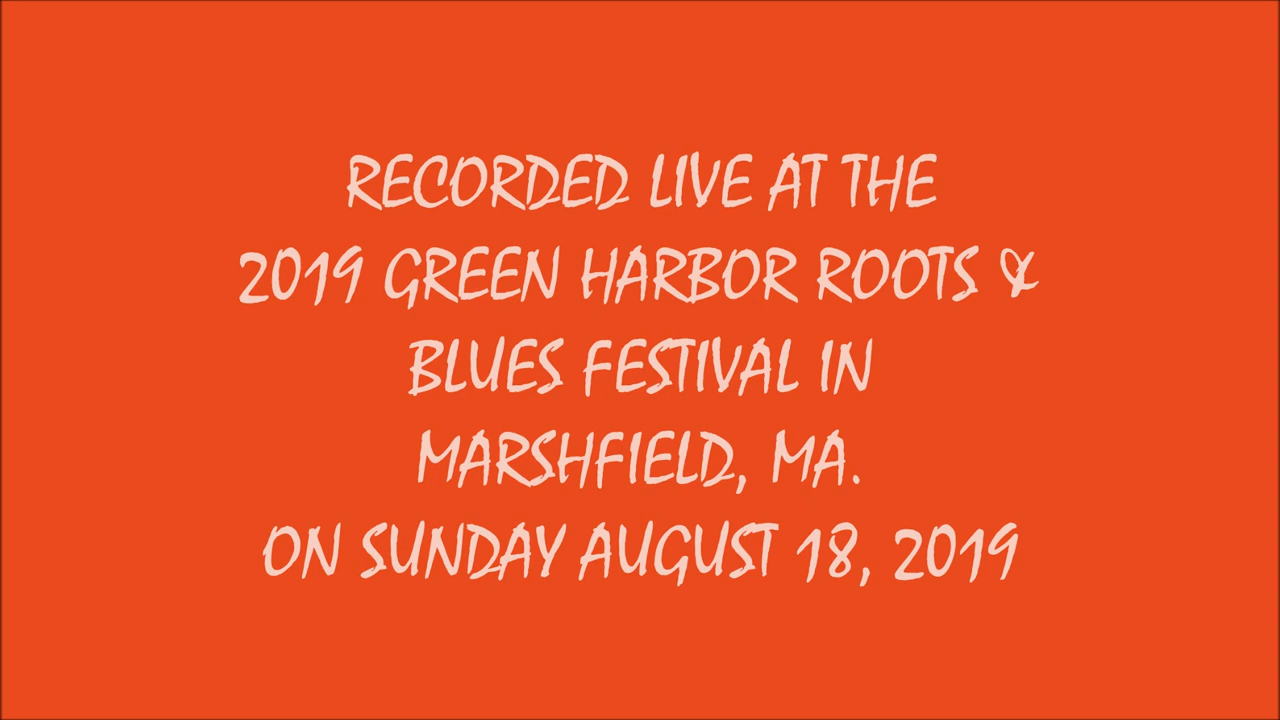 RECORDED LIVE AT THE
2019 GREEN HARBOR ROOTS &
BLUES FESTIVAL IN
MARSHFIELD, MA.
ON SUNDAY AUGUST 18, 2019